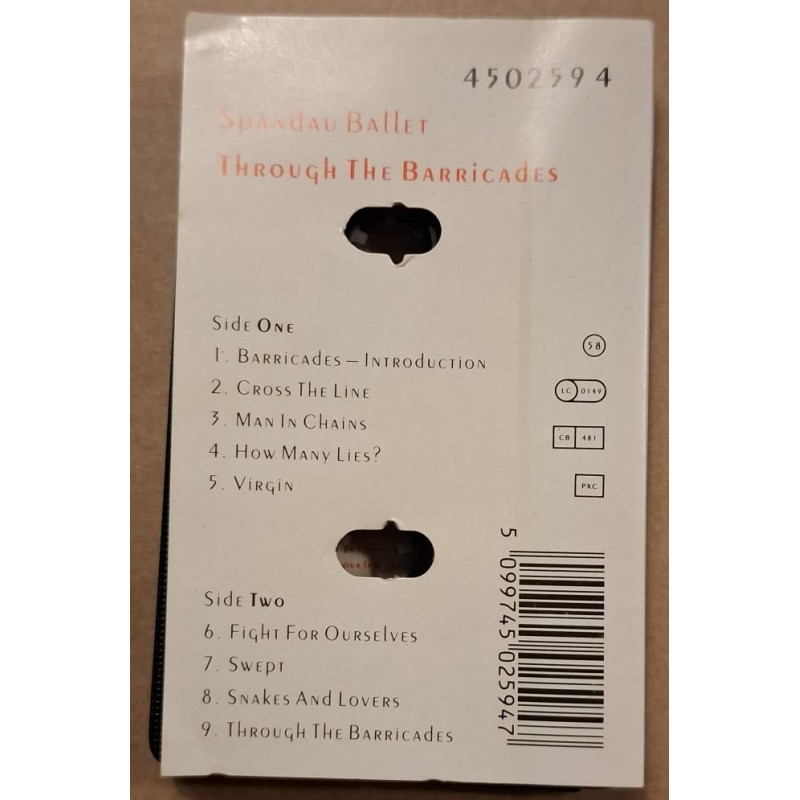 4502594
Spandau Ballet
Through The Barricades
Side One
1. Barricades – Introduction
2. Cross The Line
3. Man In Chains
4. How Many Lies?
5. Virgin
58
LC 0149
CB 481
PXC
Side Two
6. Fight For Ourselves
7. Swept
8. Snakes And Lovers
9. Through The Barricades
5 099745 025947